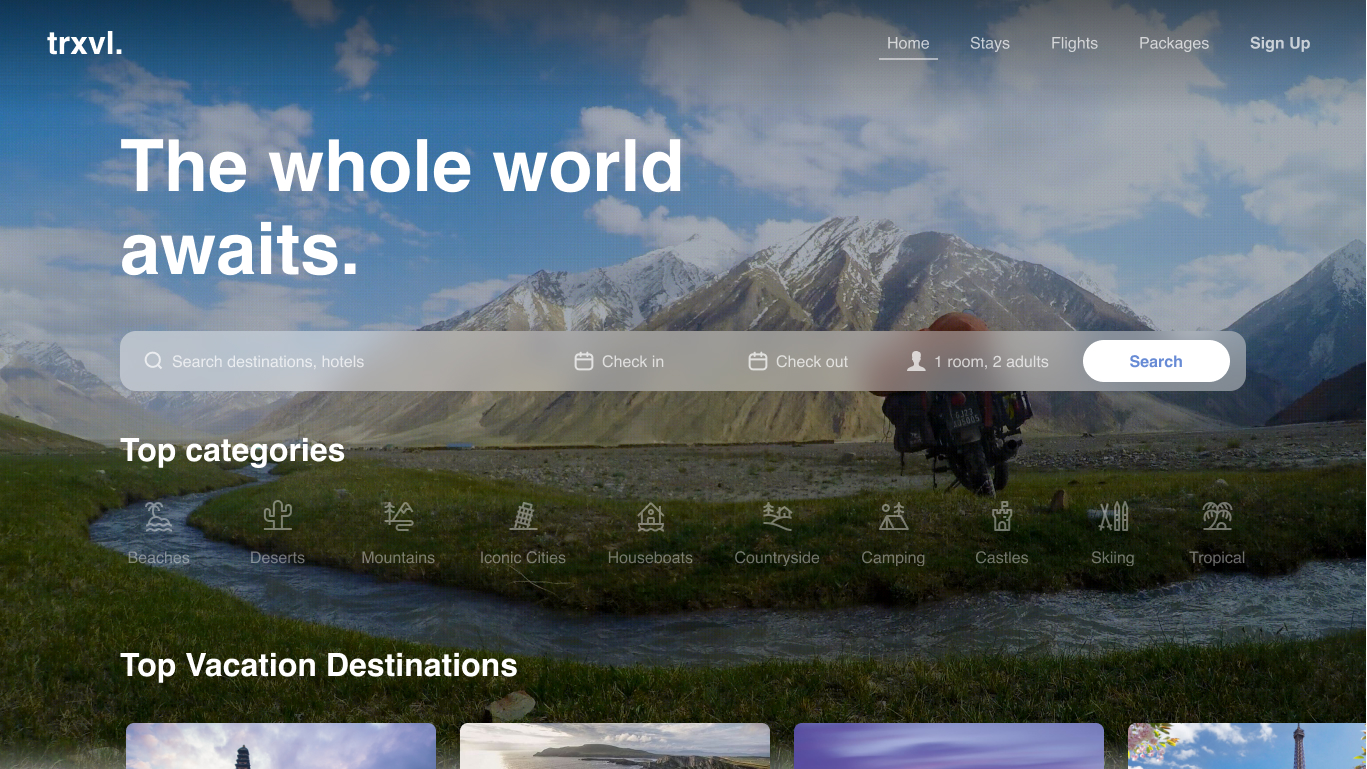 trxvl.
Home Stays Flights Packages Sign Up
The whole world
awaits.
Search destinations, hotels Check in Check out 1 room, 2 adults Search
Top categories
Beaches Deserts Mountains Iconic Cities Houseboats Countryside Camping Castles Skiing Tropical
Top Vacation Destinations